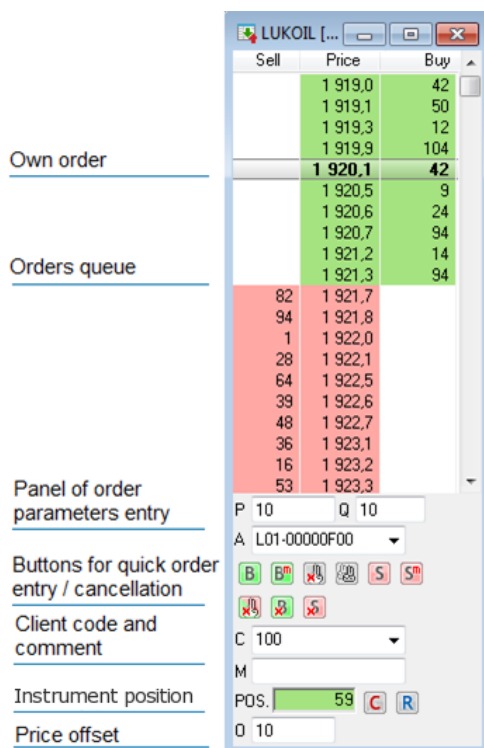 LUKOIL [...
Sell Price Buy
1 919,0 42
1 919,1 50
1 919,3 12
1 919,9 104
Own order
1 920,1 42
1 920,5 9
1 920,6 24
1 920,7 94
1 921,2 14
Orders queue
1 921,3 94
82 1 921,7
94 1 921,8
1 1 922,0
28 1 922,1
64 1 922,5
39 1 922,6
48 1 922,7
36 1 923,1
16 1 923,2
53 1 923,3
Panel of order
parameters entry
P 10 Q 10
A L01-00000F00
Buttons for quick order
entry / cancellation
B Bm S Sm
B S
Client code and
comment
C 100
M
Instrument position
POS. 59 C R
Price offset
O 10